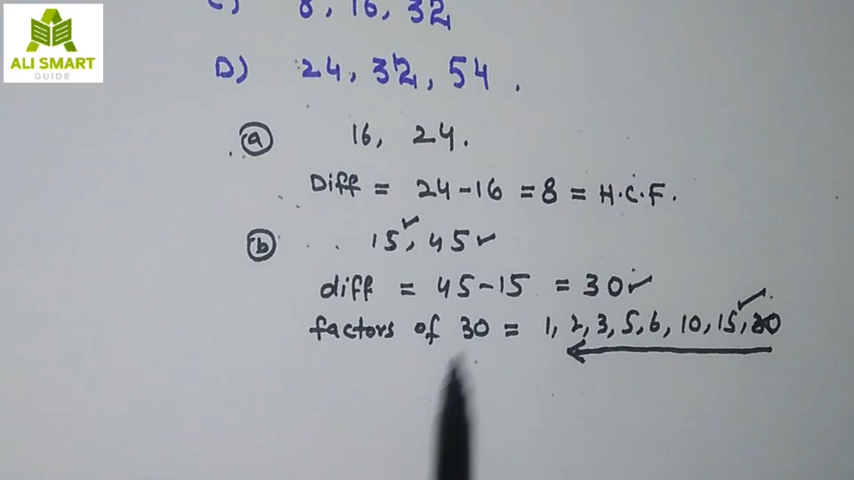 ALI SMART
GUIDE
C) 8, 16, 32
D) 24, 32, 54.
(a) 16, 24.
Diff = 24-16 = 8 = H.C.F.
(b) 15✓, 45✓
diff = 45-15 = 30✓
factors of 30 = 1, 2, 3, 5, 6, 10, 15✓, 30